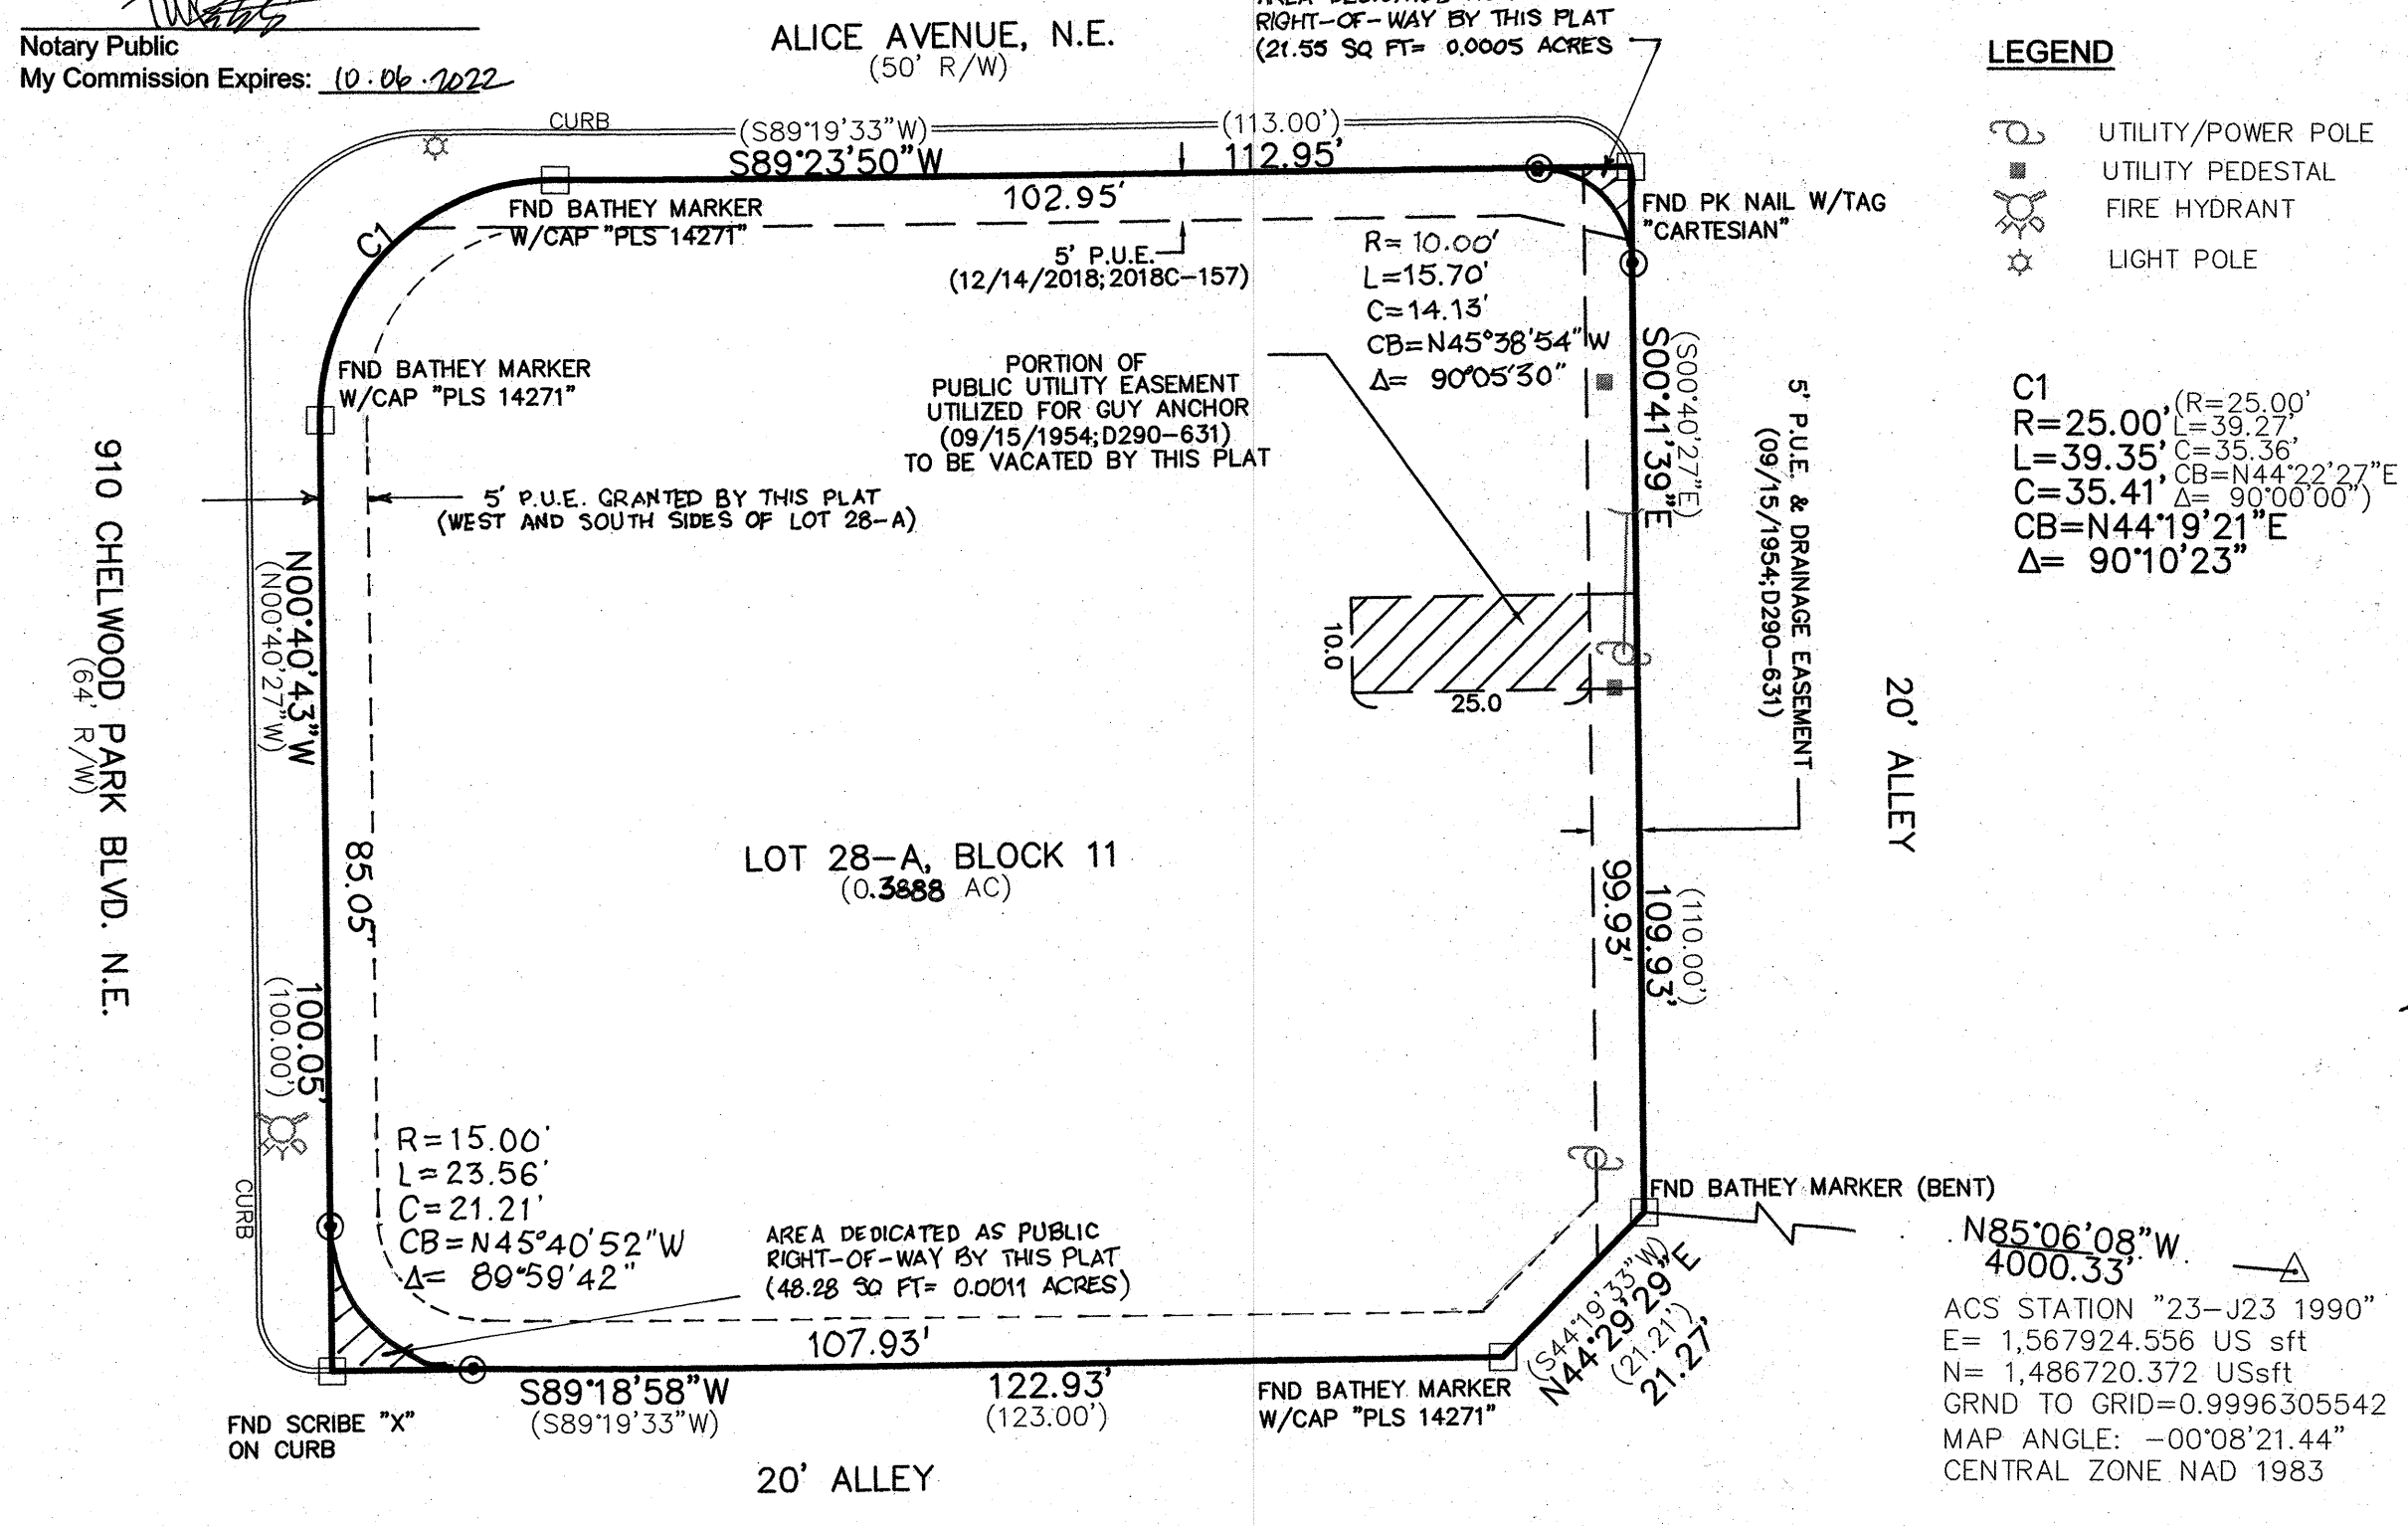 Notary Public
My Commission Expires: 10.06.2022
ALICE AVENUE, N.E.
(50' R/W)
RIGHT-OF-WAY BY THIS PLAT
(21.55 SQ FT= 0.0005 ACRES
LEGEND
UTILITY/POWER POLE
UTILITY PEDESTAL
FIRE HYDRANT
LIGHT POLE
CURB
(S89°19'33"W)
(113.00')
S89°23'50"W
112.95'
102.95'
FND BATHEY MARKER
W/CAP "PLS 14271"
C1
5' P.U.E.
(12/14/2018;2018C-157)
R= 10.00'
L=15.70'
C=14.13'
CB=N45°38'54"W
Δ= 90°05'30"
FND PK NAIL W/TAG
"CARTESIAN"
FND BATHEY MARKER
W/CAP "PLS 14271"
PORTION OF
PUBLIC UTILITY EASEMENT
UTILIZED FOR GUY ANCHOR
(09/15/1954;D290-631)
TO BE VACATED BY THIS PLAT
S00°41'39"E
(S00°40'27"E)
5' P.U.E. & DRAINAGE EASEMENT
(09/15/1954;D290-631)
C1
R=25.00'
L=39.35'
C=35.41'
CB=N44°19'21"E
Δ= 90°10'23"
(R=25.00'
L=39.27'
C=35.36'
CB=N44°22'27"E
Δ= 90°00'00")
910 CHELWOOD PARK BLVD. N.E.
(64' R/W)
5' P.U.E. GRANTED BY THIS PLAT
(WEST AND SOUTH SIDES OF LOT 28-A)
N00°40'43"W
(N00°40'27"W)
10.0
25.0
20' ALLEY
85.05'
LOT 28-A, BLOCK 11
(0.3888 AC)
99.93'
109.93'
(110.00')
100.05'
(100.00')
CURB
R=15.00'
L=23.56'
C=21.21'
CB=N45°40'52"W
Δ= 89°59'42"
AREA DEDICATED AS PUBLIC
RIGHT-OF-WAY BY THIS PLAT
(48.28 SQ FT= 0.0011 ACRES)
FND BATHEY MARKER (BENT)
N85°06'08"W
4000.33'
ACS STATION "23-J23 1990"
E= 1,567924.556 US sft
N= 1,486720.372 USsft
GRND TO GRID=0.9996305542
MAP ANGLE: -00°08'21.44"
CENTRAL ZONE NAD 1983
107.93'
(S44°19'33"W)
N44°29'29"E
(21.21')
21.27'
S89°18'58"W
(S89°19'33"W)
122.93'
(123.00')
FND BATHEY MARKER
W/CAP "PLS 14271"
FND SCRIBE "X"
ON CURB
20' ALLEY